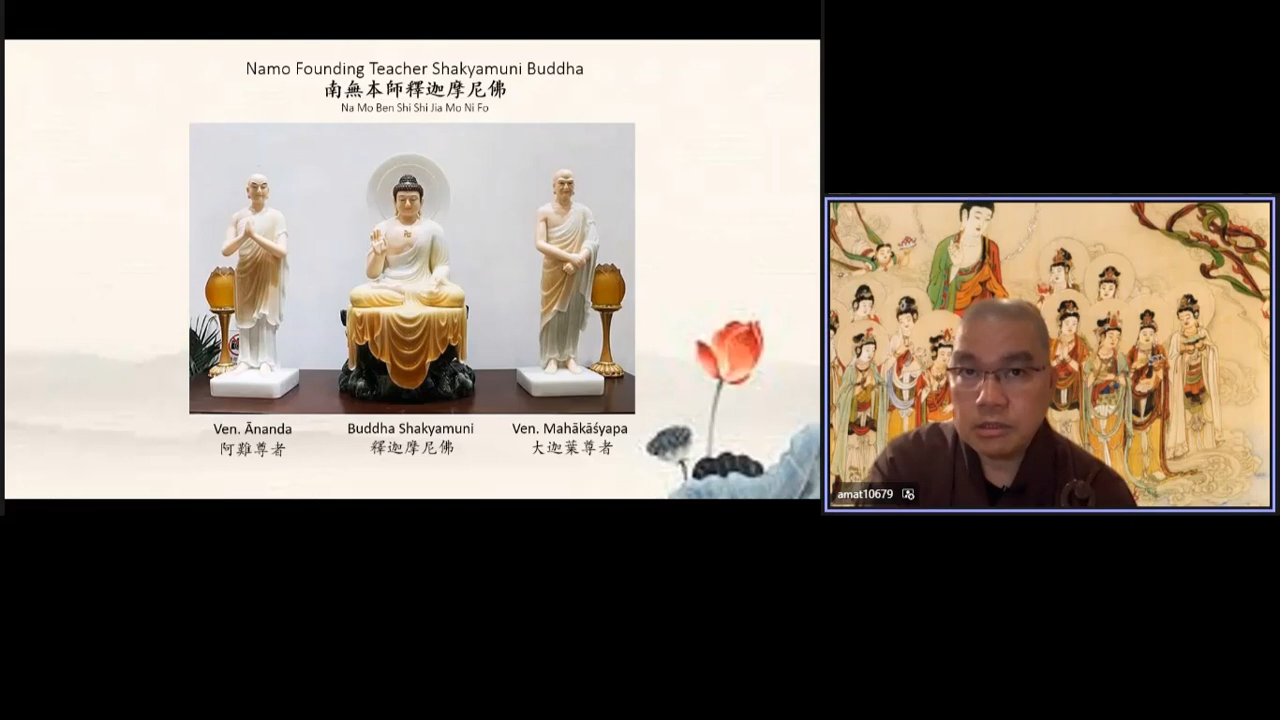 Namo Founding Teacher Shakyamuni Buddha
南無本師釋迦摩尼佛
Na Mo Ben Shi Shi Jia Mo Ni Fo
Ven. Ānanda
阿難尊者
Buddha Shakyamuni
釋迦摩尼佛
Ven. Mahākāśyapa
大迦葉尊者
amat10679